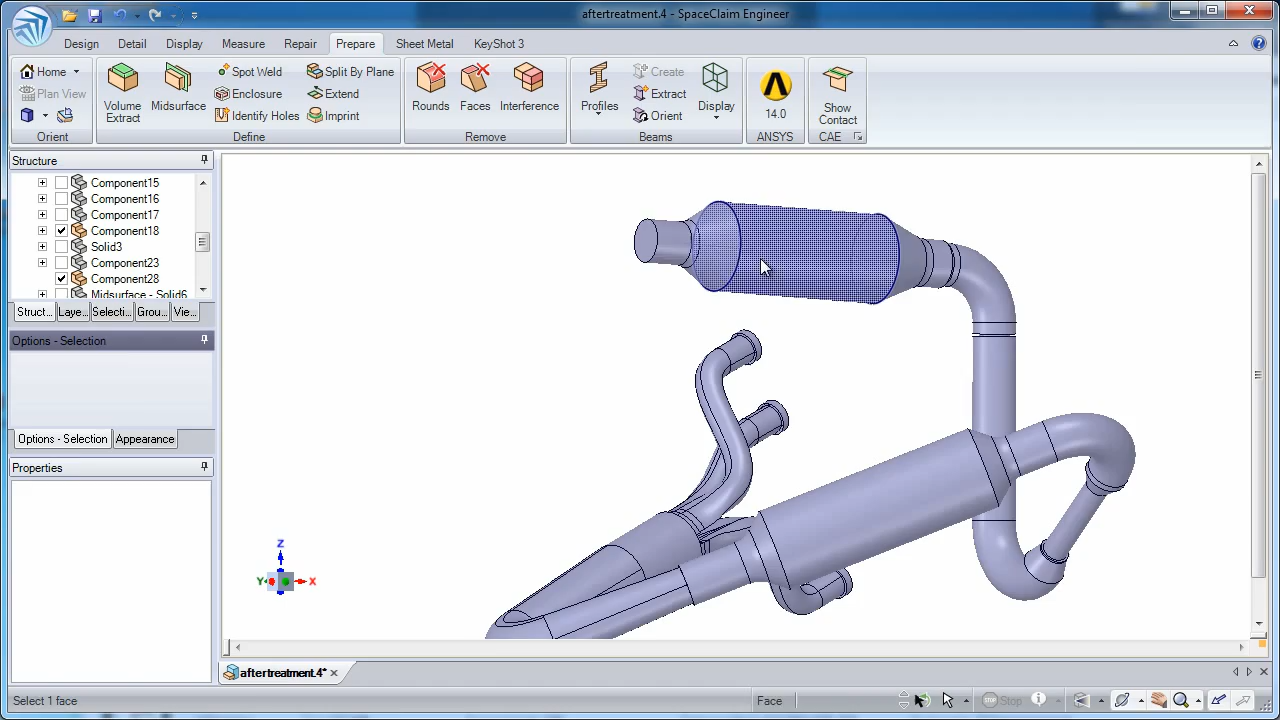 aftertreatment.4 - SpaceClaim Engineer
Design Detail Display Measure Repair Prepare Sheet Metal KeyShot 3
Home
Plan View
Orient
Volume Extract
Midsurface
Spot Weld
Enclosure
Identify Holes
Split By Plane
Extend
Imprint
Define
Rounds
Faces
Interference
Remove
Profiles
Create
Extract
Orient
Display
Beams
14.0
ANSYS
Show Contact
CAE
Structure
Component15
Component16
Component17
Component18
Solid3
Component23
Component28
Midsurface - Solid6
Struct... Laye... Selecti... Grou... Vie...
Options - Selection
Options - Selection Appearance
Properties
Z
Y X
aftertreatment.4*
Select 1 face Face Stop